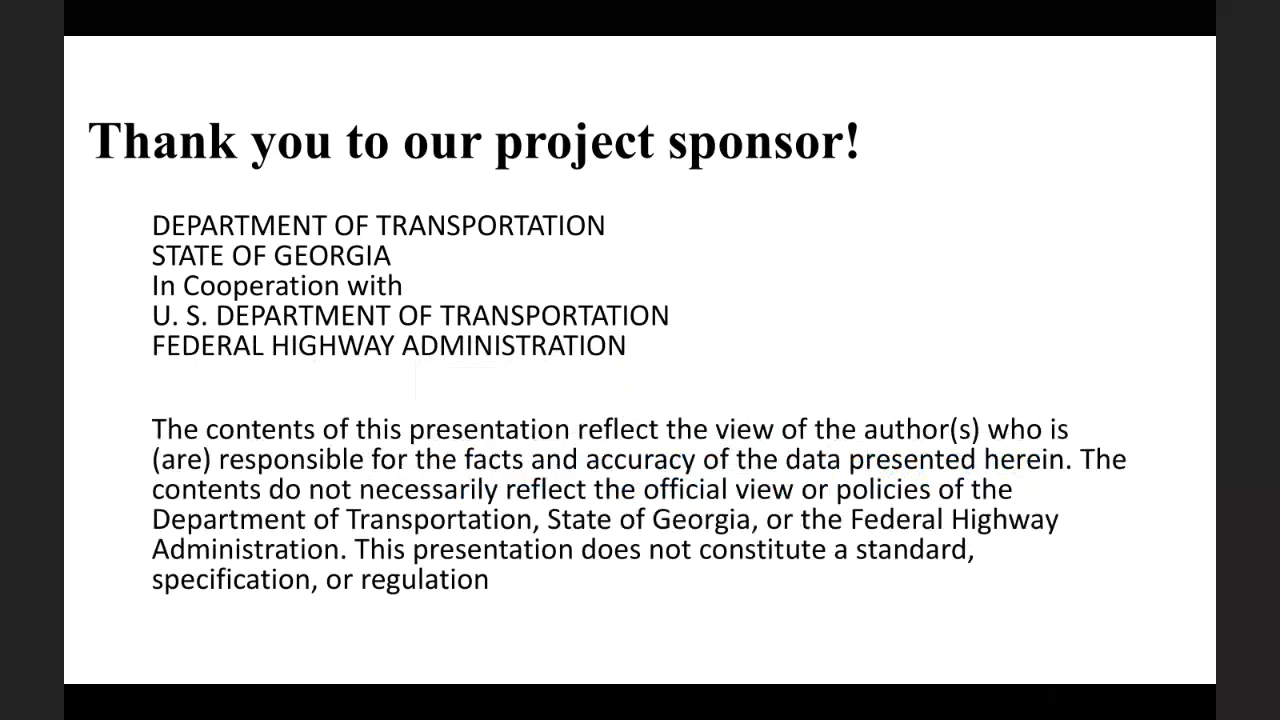 Thank you to our project sponsor!
DEPARTMENT OF TRANSPORTATION
STATE OF GEORGIA
In Cooperation with
U. S. DEPARTMENT OF TRANSPORTATION
FEDERAL HIGHWAY ADMINISTRATION
The contents of this presentation reflect the view of the author(s) who is
(are) responsible for the facts and accuracy of the data presented herein. The
contents do not necessarily reflect the official view or policies of the
Department of Transportation, State of Georgia, or the Federal Highway
Administration. This presentation does not constitute a standard,
specification, or regulation